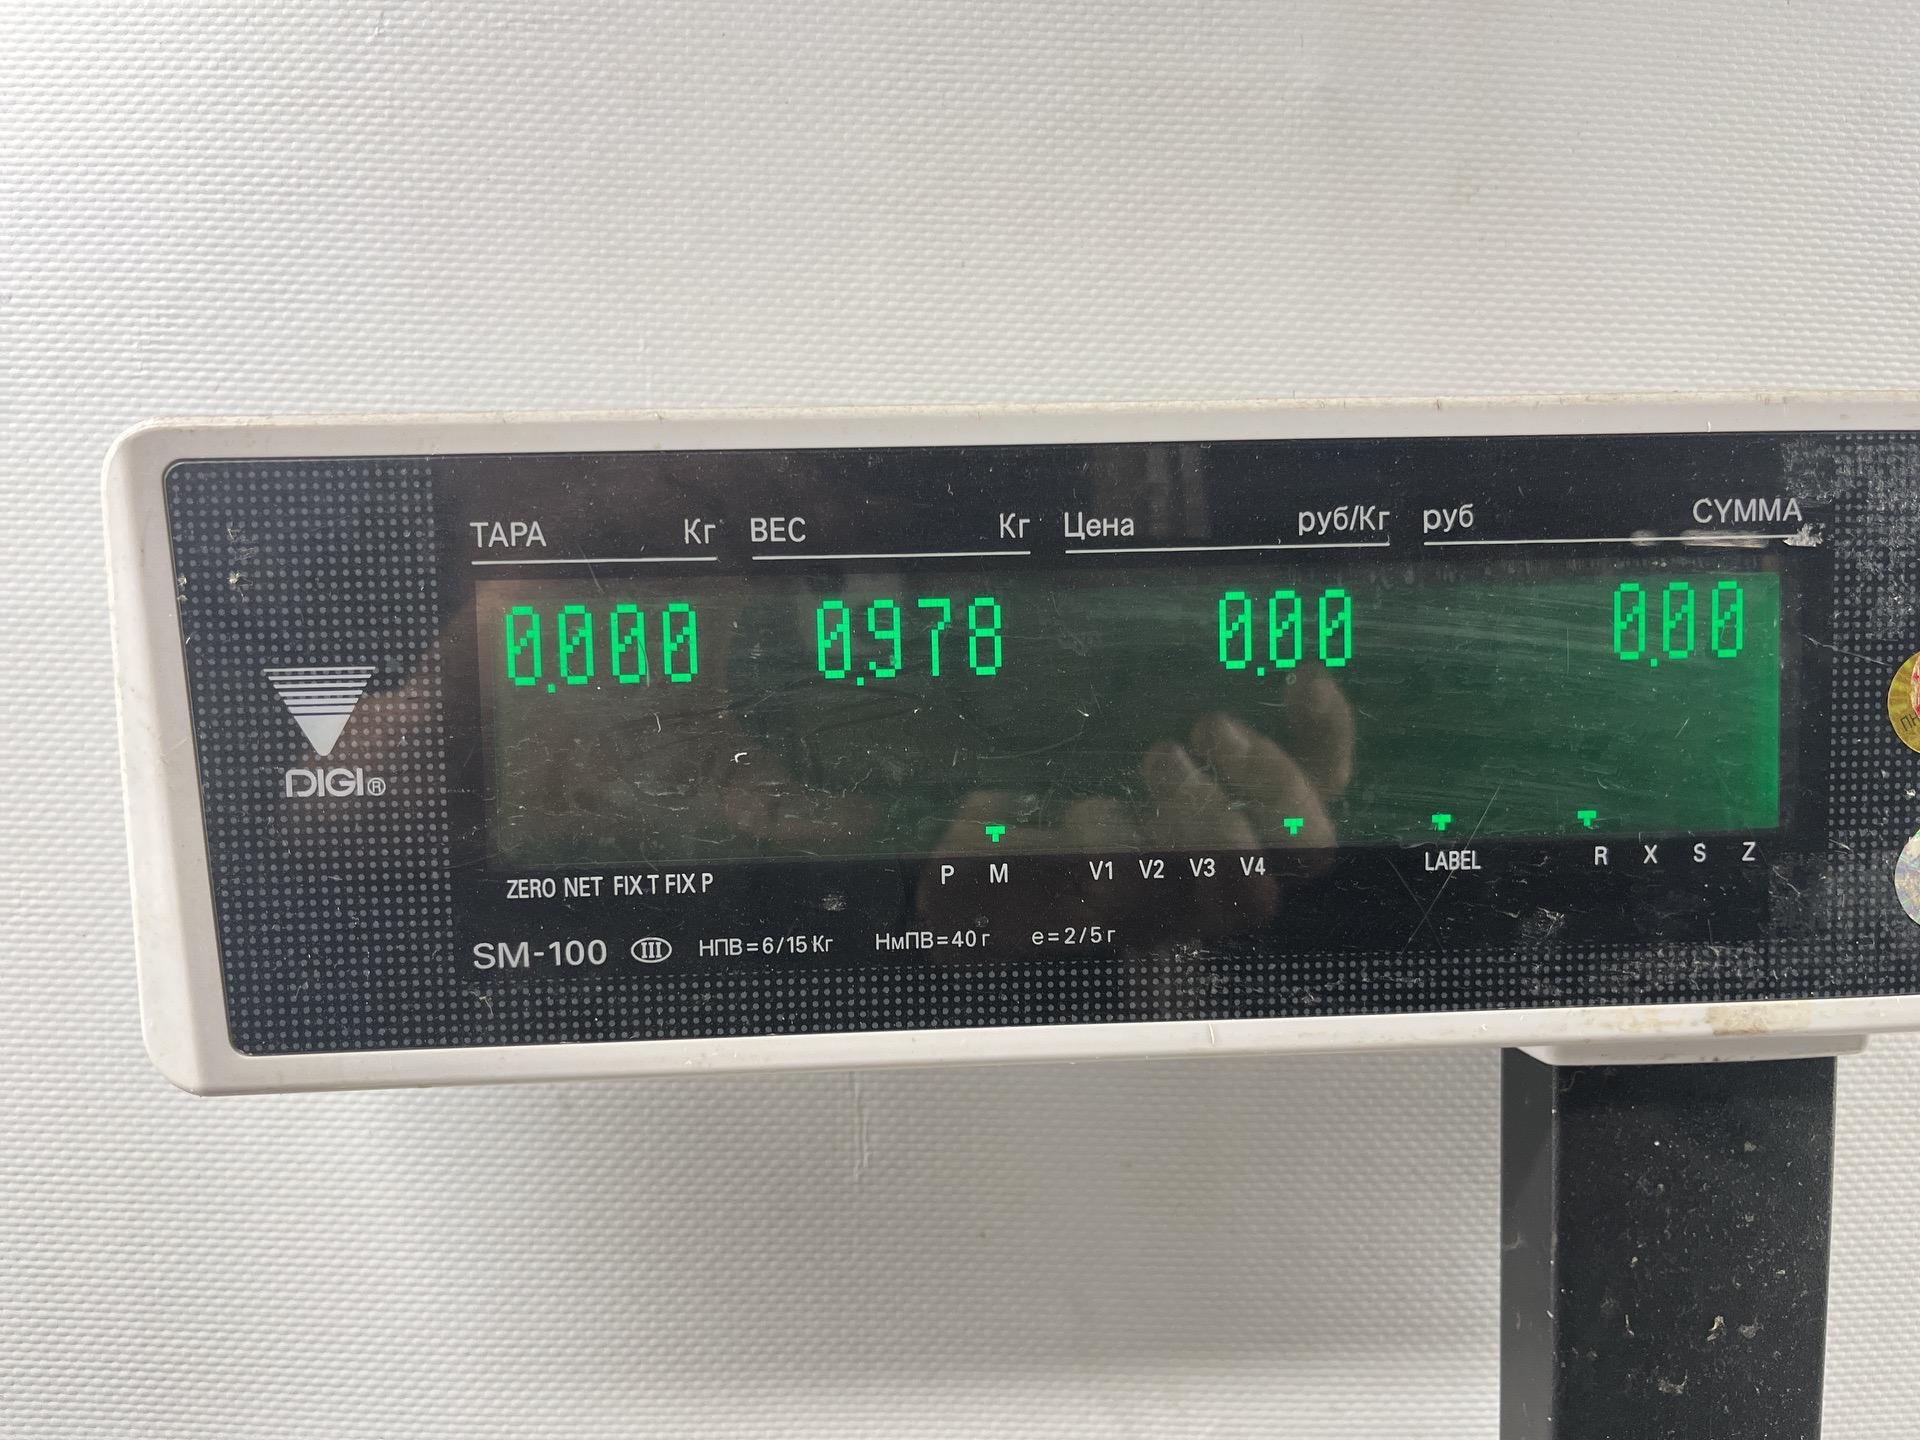 ТАРА Кг ВЕС Кг Цена руб/Кг руб СУММА
0.000 0.978 0.00 0.00
DIGI®
ZERO NET FIX T FIX P P M V1 V2 V3 V4 LABEL R X S Z
SM-100 III НПВ=6/15 Кг НмПВ=40 г e=2/5 г